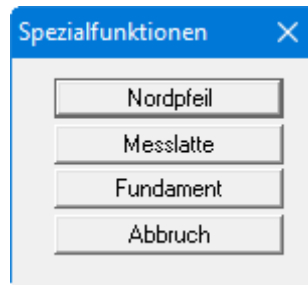 Spezialfunktionen
Nordpfeil
Messlatte
Fundament
Abbruch